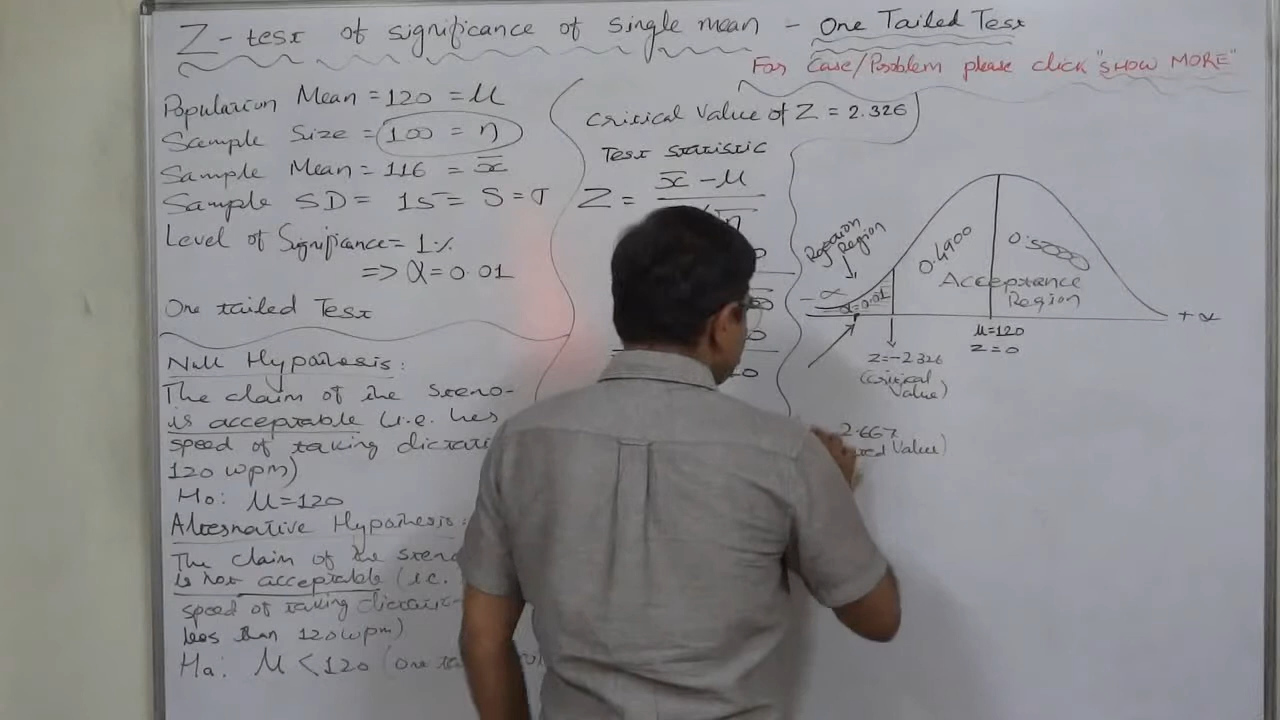 Z-test of significance of single mean - One Tailed Test
For Case/Problem please click "SHOW MORE"
Population Mean = 120 = μ
Sample Size = 100 = n
Sample Mean = 116 = x̄
Sample SD = 15 = S = σ
Level of Significance = 1%
=> α = 0.01
One tailed Test
Null Hypothesis:
The claim of the steno-
is acceptable (i.e. has
speed of taking
120 wpm)
H0: μ = 120
Alternative Hypothesis:
The claim of the
is not acceptable (i.e.
speed of taking
less than 120 wpm)
Ha: μ < 120 (One
Critical Value of Z = 2.326
Test statistic
Z = x̄ - μ
n
Rejection Region
-∝
α=0.01
0.4900
0.5000
Acceptance
Region
+∝
μ=120
Z=0
Z=-2.326
(Critical
Value)
2.667
Value)